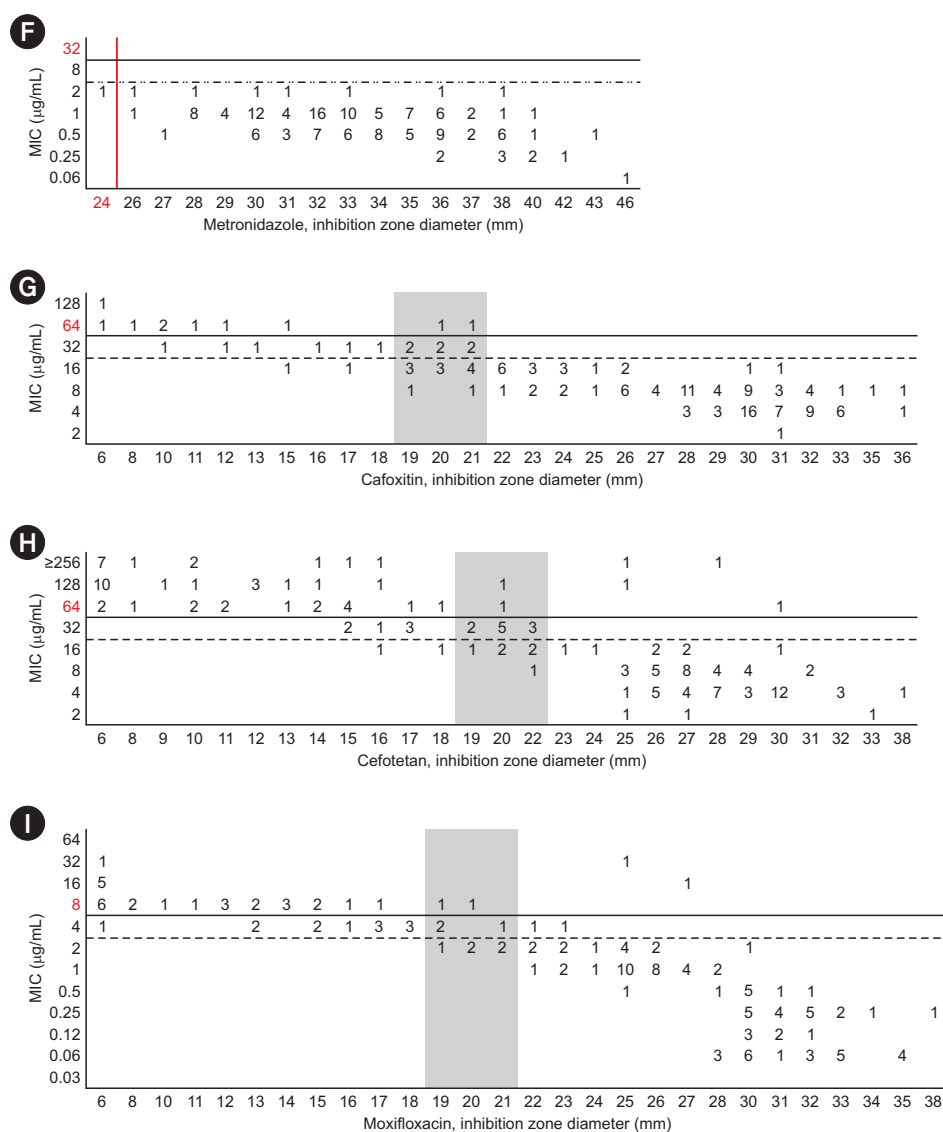 F
32
8
2 1 1 1 1 1 1 1 1
1 1 8 4 12 4 16 10 5 7 6 2 1 1
0.5 1 6 3 7 6 8 5 9 2 6 1 1
0.25 2 3 2 1
0.06 1
MIC (μg/mL)
24 26 27 28 29 30 31 32 33 34 35 36 37 38 40 42 43 46
Metronidazole, inhibition zone diameter (mm)
G
128 1
64 1 1 2 1 1 1 1 1
32 1 1 1 1 1 1 2 2 2
16 1 1 3 3 4 6 3 3 1 2 1 1
8 1 1 1 2 2 1 6 4 11 4 9 3 4 1 1 1
4 3 3 16 7 9 6 1
2 1
MIC (μg/mL)
6 8 10 11 12 13 15 16 17 18 19 20 21 22 23 24 25 26 27 28 29 30 31 32 33 35 36
Cafoxitin, inhibition zone diameter (mm)
H
≥256 7 1 2 1 1 1 1 1
128 10 1 1 3 1 1 1 1 1
64 2 1 2 2 1 2 4 1 1 1 1
32 2 1 3 2 5 3
16 1 1 1 2 2 1 1 2 2 1
8 1 3 5 8 4 4 2
4 1 5 4 7 3 12 3 1
2 1 1 1
MIC (μg/mL)
6 8 9 10 11 12 13 14 15 16 17 18 19 20 22 23 24 25 26 27 28 29 30 31 32 33 38
Cefotetan, inhibition zone diameter (mm)
I
64
32 1 1
16 5 1
8 6 2 1 1 3 2 3 2 1 1 1 1
4 1 2 2 1 3 3 2 1 1 1
2 1 2 2 2 2 1 4 2 1
1 1 2 1 10 8 4 2
0.5 1 1 5 1 1
0.25 5 4 5 2 1 1
0.12 3 2 1
0.06 3 6 1 3 5 4
0.03
MIC (μg/mL)
6 8 10 11 12 13 14 15 16 17 18 19 20 21 22 23 24 25 26 27 28 30 31 32 33 34 35 38
Moxifloxacin, inhibition zone diameter (mm)